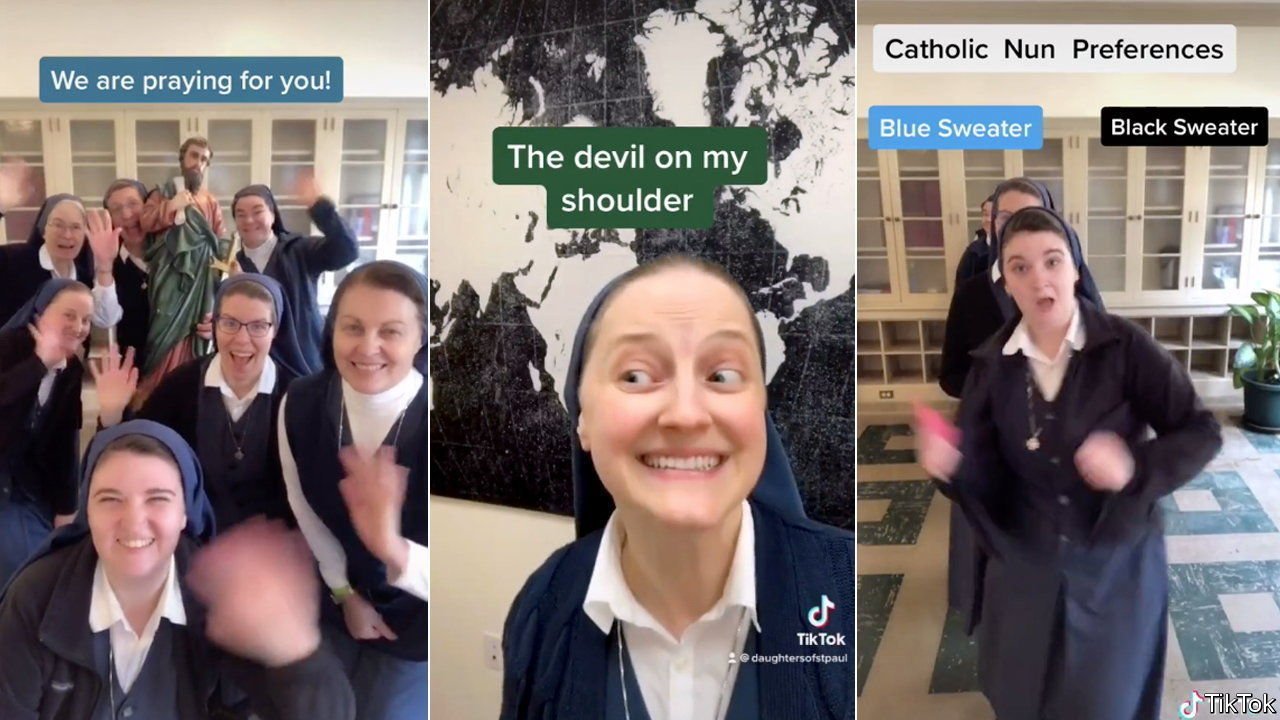 We are praying for you!
The devil on my
shoulder
TikTok
@daughtersofstpaul
Catholic Nun Preferences
Blue Sweater
Black Sweater
TikTok